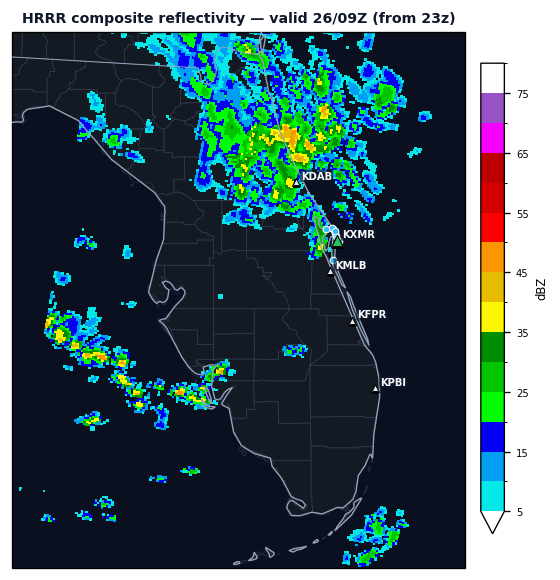 HRRR composite reflectivity — valid 26/09Z (from 23z)
KDAB
KXMR
KMLB
KFPR
KPBI
75
65
55
45
35
25
15
5
dBZ